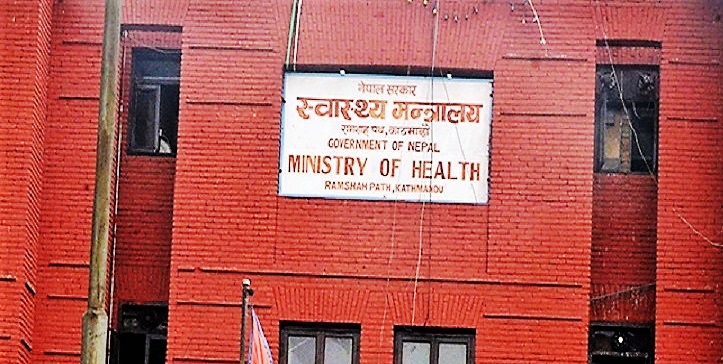 नेपाल सरकार
स्वास्थ्य मन्त्रालय
रामशाह पथ, काठमाडौं
GOVERNMENT OF NEPAL
MINISTRY OF HEALTH
RAMSHAH PATH, KATHMANDU